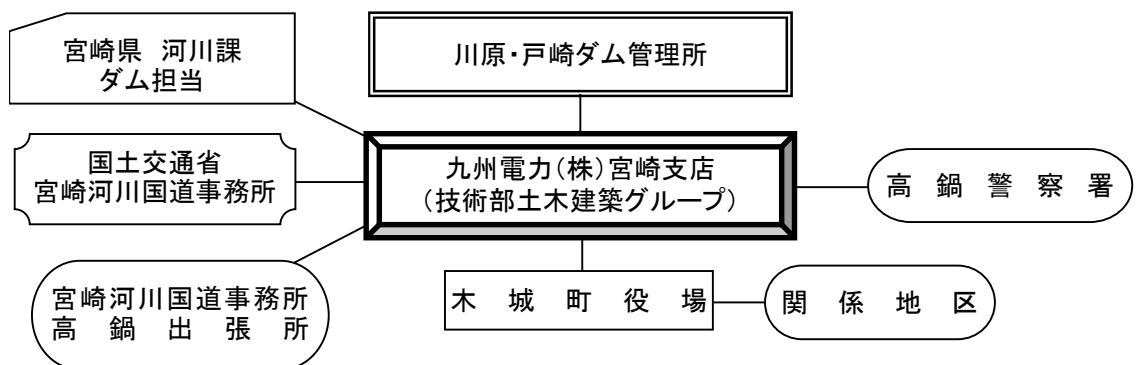 宮崎県 河川課
ダム担当
川原・戸崎ダム管理所
国土交通省
宮崎河川国道事務所
九州電力(株)宮崎支店
(技術部土木建築グループ)
高鍋警察署
宮崎河川国道事務所
高鍋出張所
木城町役場
関係地区